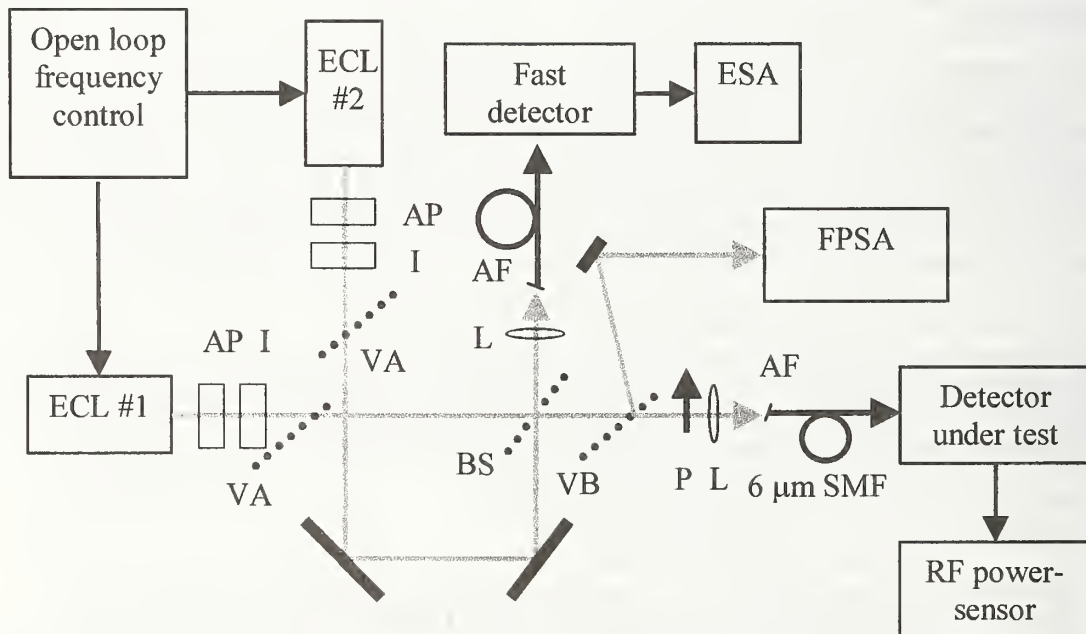 Open loop
frequency
control
ECL
#2
Fast
detector
ESA
AP
I
AF
FPSA
L
AP I
VA
AF
ECL #1
Detector
under test
BS
VB
VA
P L
6 μm SMF
RF power-
sensor